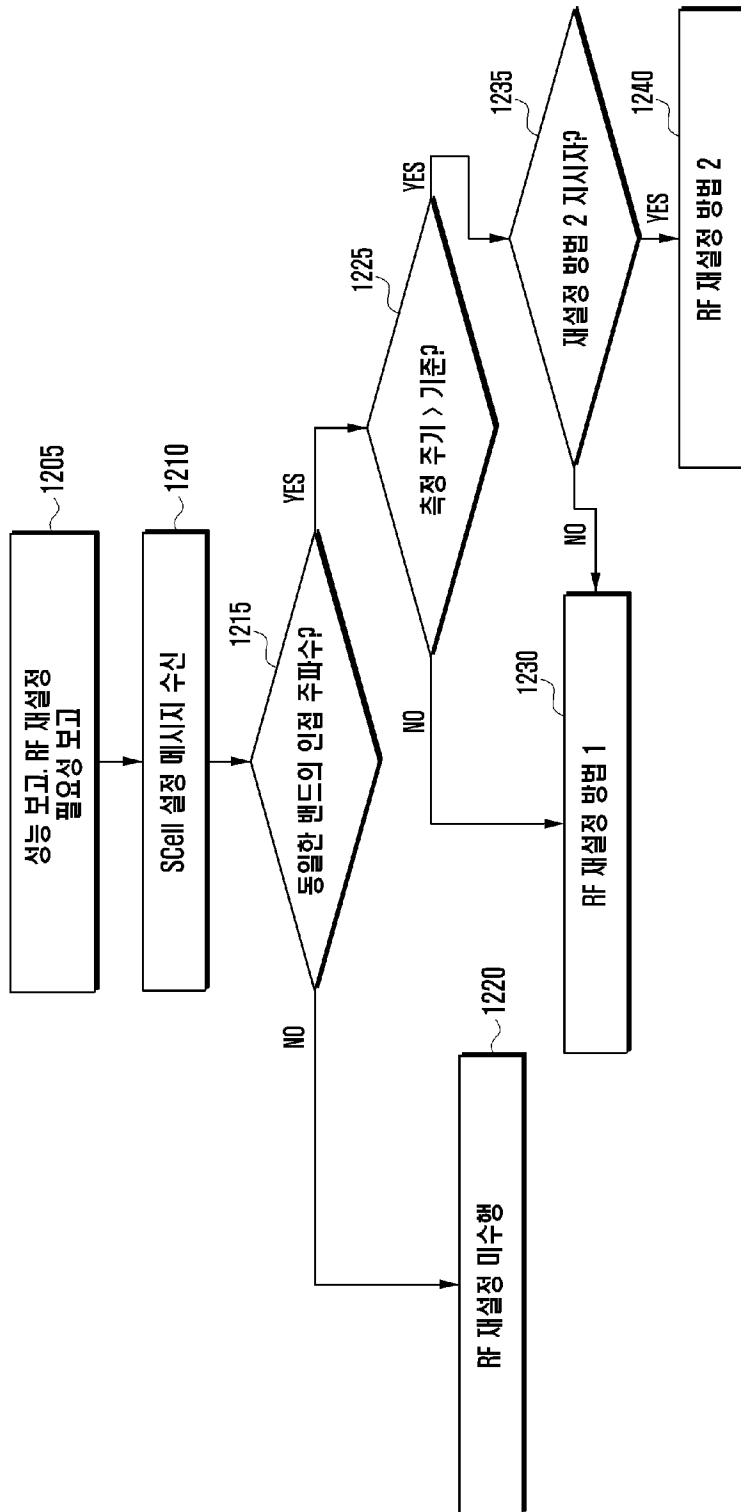 1205
성능 보고. RF 재설정
필요성 보고
1210
SCell 설정 메시지 수신
1215
동일한 밴드의 인접 주파수?
NO
YES
1220
RF 재설정 미수행
1225
측정 주기 > 기준?
NO
YES
1230
RF 재설정 방법 1
1235
재설정 방법 2 지시자?
NO
YES
1240
RF 재설정 방법 2